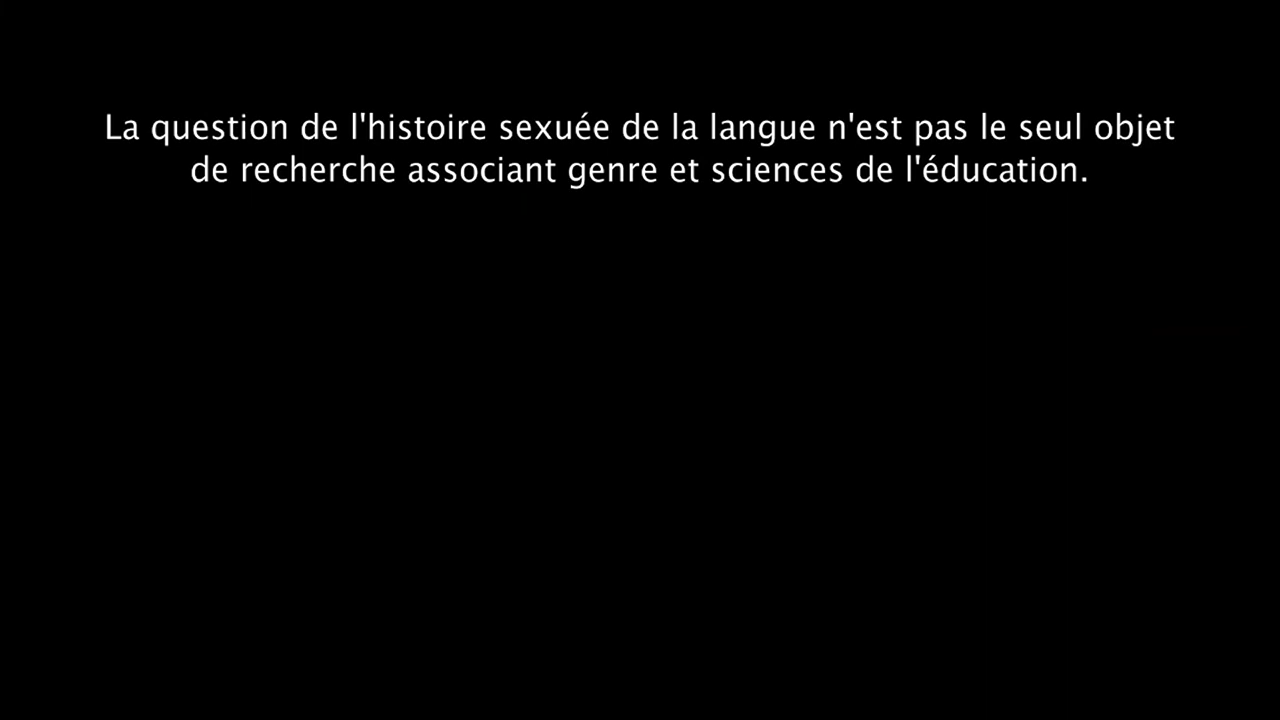 La question de l'histoire sexuée de la langue n'est pas le seul objet
de recherche associant genre et sciences de l'éducation.